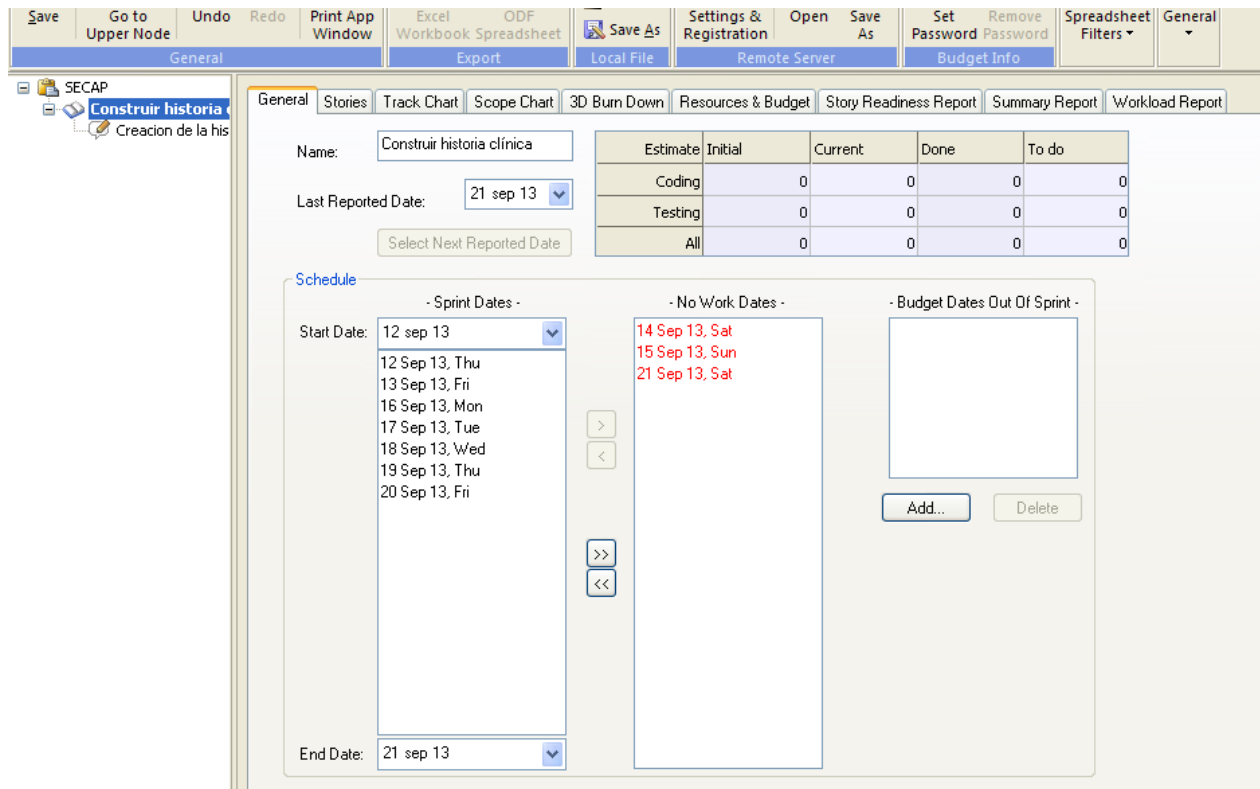 Save Go to Upper Node Undo Redo Print App Window Excel Workbook ODF Spreadsheet Save As Settings & Registration Open Save As Set Password Remove Password Spreadsheet Filters General
General Export Local File Remote Server Budget Info
SECAP
Construir historia
Creacion de la his
General Stories Track Chart Scope Chart 3D Burn Down Resources & Budget Story Readiness Report Summary Report Workload Report
Name: Construir historia clínica
Last Reported Date: 21 sep 13
Select Next Reported Date
Estimate Initial Current Done To do
Coding 0 0 0 0
Testing 0 0 0 0
All 0 0 0 0
Schedule
- Sprint Dates - - No Work Dates - - Budget Dates Out Of Sprint -
Start Date: 12 sep 13
12 Sep 13, Thu
13 Sep 13, Fri
16 Sep 13, Mon
17 Sep 13, Tue
18 Sep 13, Wed
19 Sep 13, Thu
20 Sep 13, Fri
>
<
>>
<<
14 Sep 13, Sat
15 Sep 13, Sun
21 Sep 13, Sat
Add... Delete
End Date: 21 sep 13